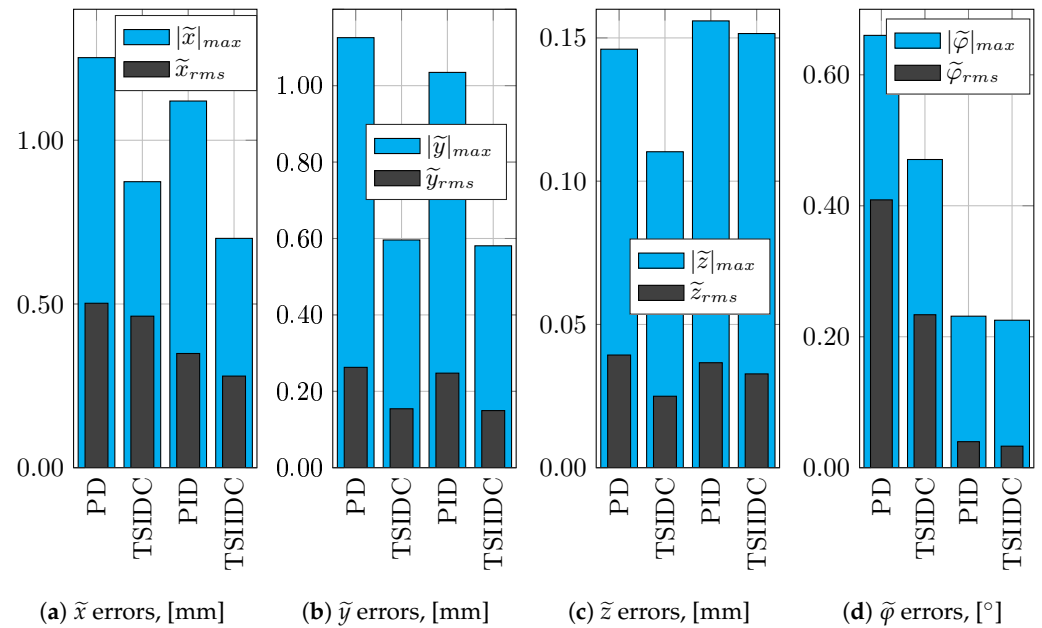 |x̃|max
x̃rms
1.00
0.50
0.00
PD
TSIDC
PID
TSIIDC
(a) x̃ errors, [mm]
|ỹ|max
ỹrms
1.00
0.80
0.60
0.40
0.20
0.00
PD
TSIDC
PID
TSIIDC
(b) ỹ errors, [mm]
|z̃|max
z̃rms
0.15
0.10
0.05
0.00
PD
TSIDC
PID
TSIIDC
(c) z̃ errors, [mm]
|φ̃|max
φ̃rms
0.60
0.40
0.20
0.00
PD
TSIDC
PID
TSIIDC
(d) φ̃ errors, [°]